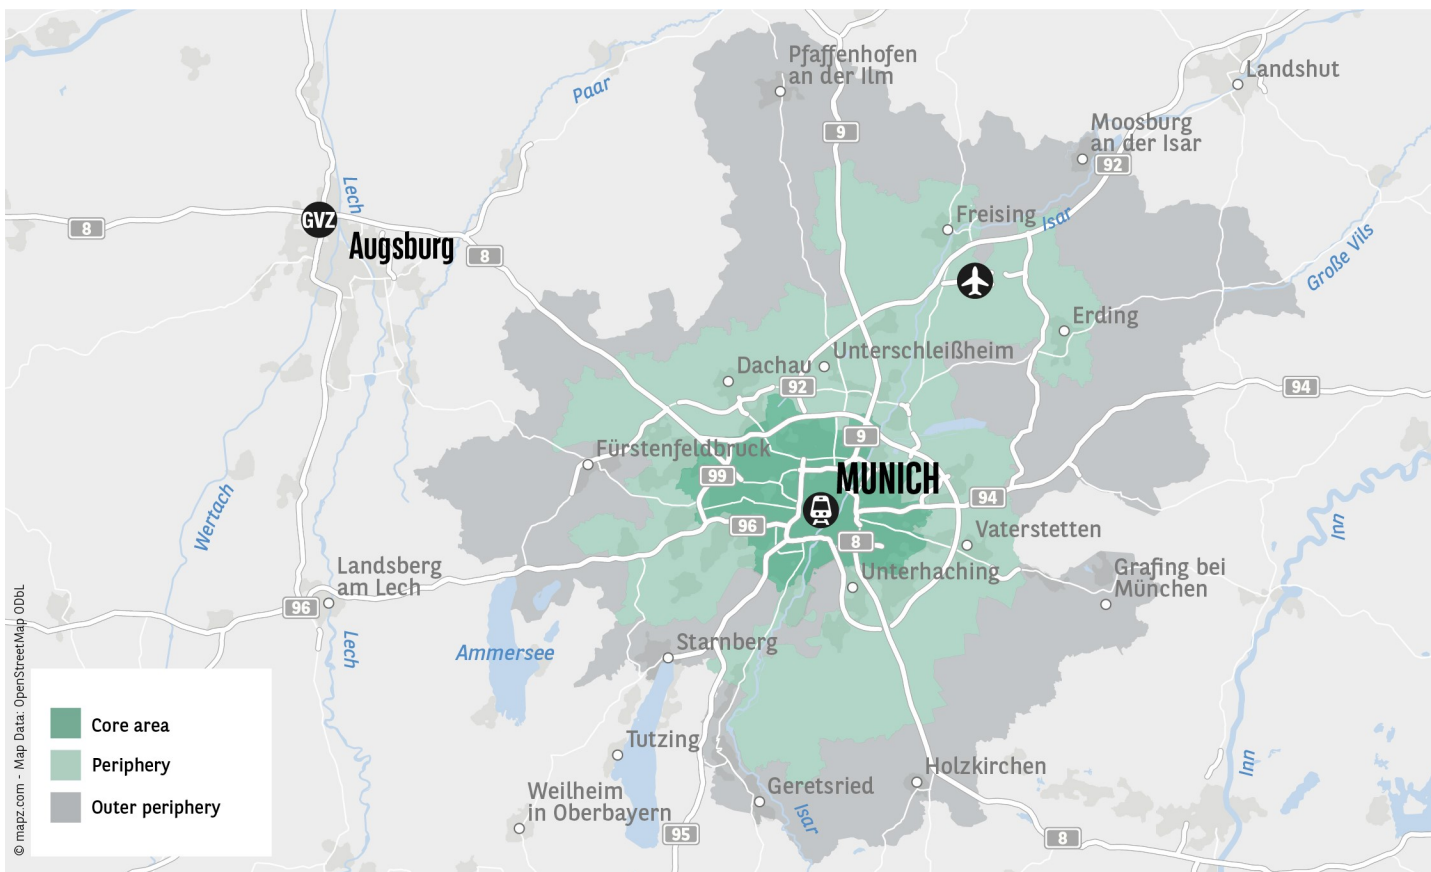 Pfaffenhofen
an der Ilm
Landshut
Paar
Moosburg
an der Isar
9
92
Lech
GVZ
Freising
Isar
8
Augsburg
8
Große Vils
Erding
Unterschleißheim
Dachau
92
94
9
Fürstenfeldbruck
99
MUNICH
94
Wertach
96
Vaterstetten
Inn
8
Landsberg
am Lech
Unterhaching
Grafing bei
München
96
Lech
Ammersee
Starnberg
Core area
Tutzing
Periphery
Holzkirchen
Inn
Outer periphery
Weilheim
in Oberbayern
Geretsried
Isar
95
8
© mapz.com - Map Data: OpenStreetMap ODbL